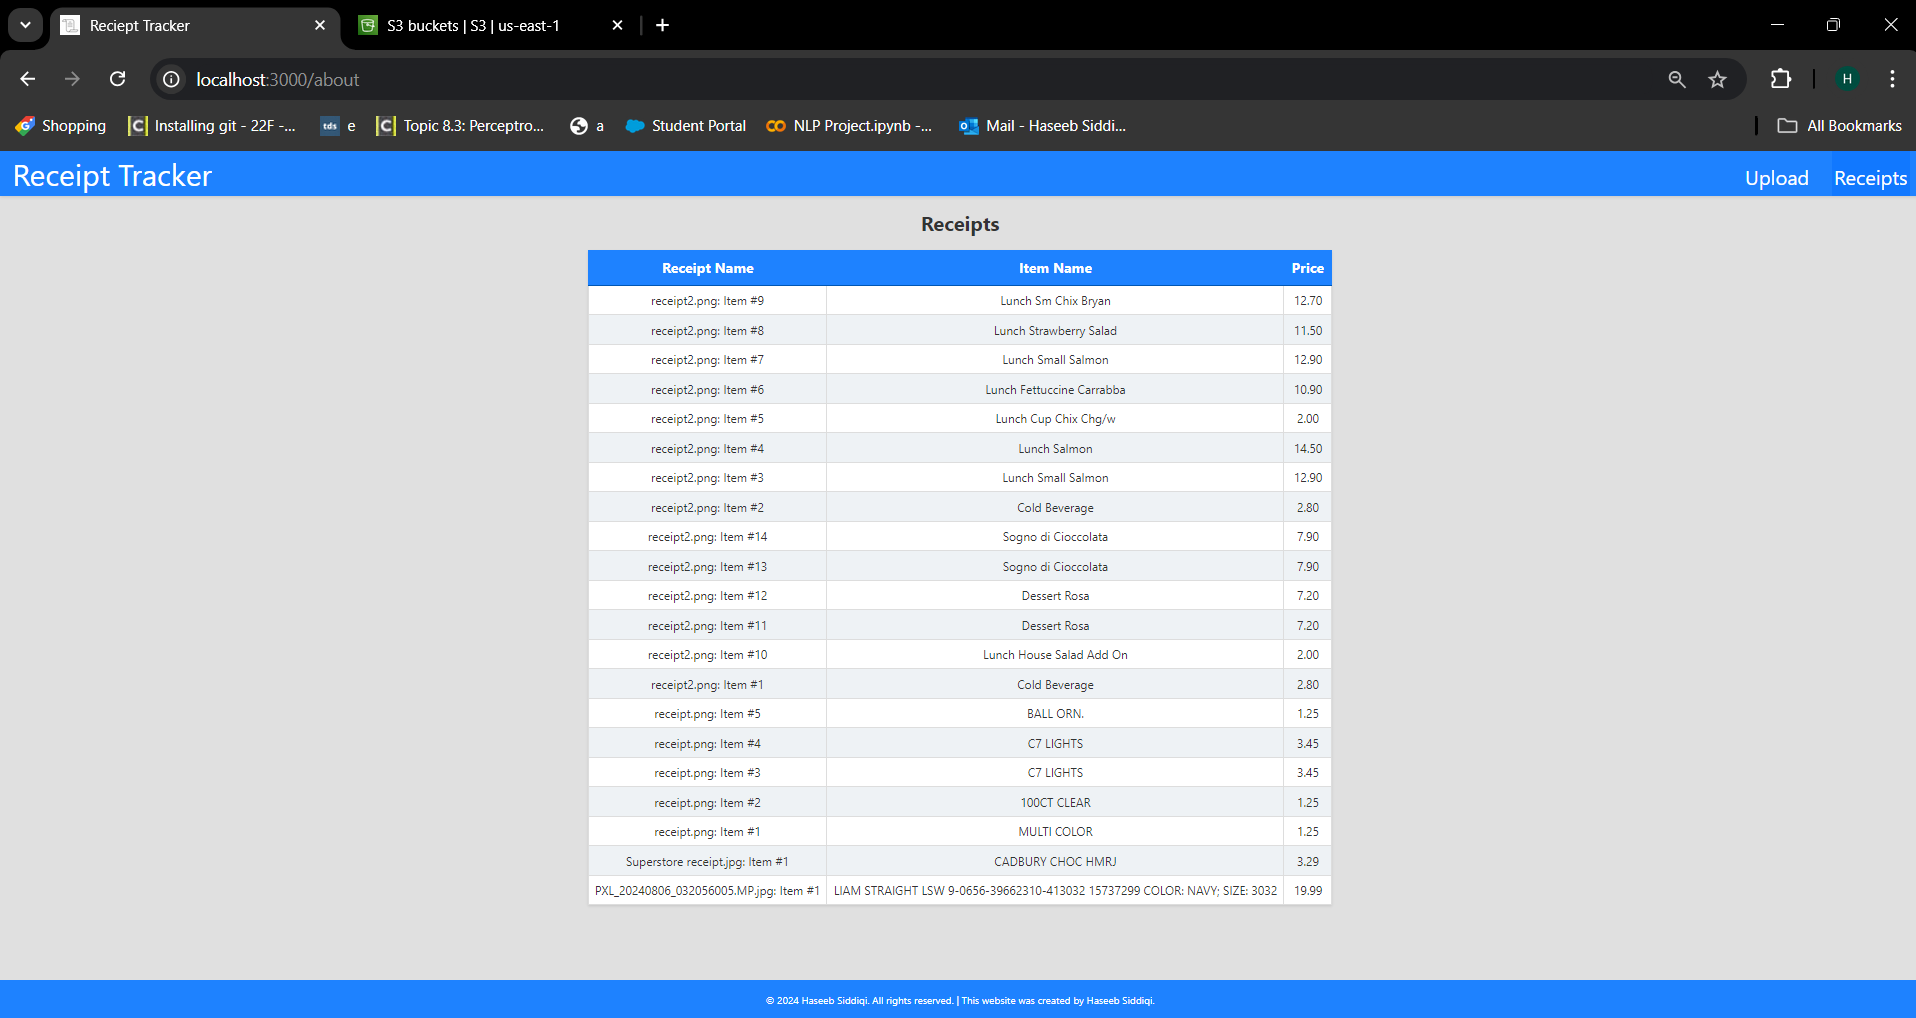 Reciept Tracker
S3 buckets | S3 | us-east-1
localhost:3000/about
H
Shopping
Installing git - 22F -...
tds e
Topic 8.3: Perceptro...
a
Student Portal
NLP Project.ipynb -...
Mail - Haseeb Siddi...
All Bookmarks
Receipt Tracker Upload Receipts
Receipts
Receipt Name Item Name Price
receipt2.png: Item #9 Lunch Sm Chix Bryan 12.70
receipt2.png: Item #8 Lunch Strawberry Salad 11.50
receipt2.png: Item #7 Lunch Small Salmon 12.90
receipt2.png: Item #6 Lunch Fettuccine Carrabba 10.90
receipt2.png: Item #5 Lunch Cup Chix Chg/w 2.00
receipt2.png: Item #4 Lunch Salmon 14.50
receipt2.png: Item #3 Lunch Small Salmon 12.90
receipt2.png: Item #2 Cold Beverage 2.80
receipt2.png: Item #14 Sogno di Cioccolata 7.90
receipt2.png: Item #13 Sogno di Cioccolata 7.90
receipt2.png: Item #12 Dessert Rosa 7.20
receipt2.png: Item #11 Dessert Rosa 7.20
receipt2.png: Item #10 Lunch House Salad Add On 2.00
receipt2.png: Item #1 Cold Beverage 2.80
receipt.png: Item #5 BALL ORN. 1.25
receipt.png: Item #4 C7 LIGHTS 3.45
receipt.png: Item #3 C7 LIGHTS 3.45
receipt.png: Item #2 100CT CLEAR 1.25
receipt.png: Item #1 MULTI COLOR 1.25
Superstore receipt.jpg: Item #1 CADBURY CHOC HMRJ 3.29
PXL_20240806_032056005.MP.jpg: Item #1 LIAM STRAIGHT LSW 9-0656-39662310-413032 15737299 COLOR: NAVY; SIZE: 3032 19.99
© 2024 Haseeb Siddiqi. All rights reserved. | This website was created by Haseeb Siddiqi.